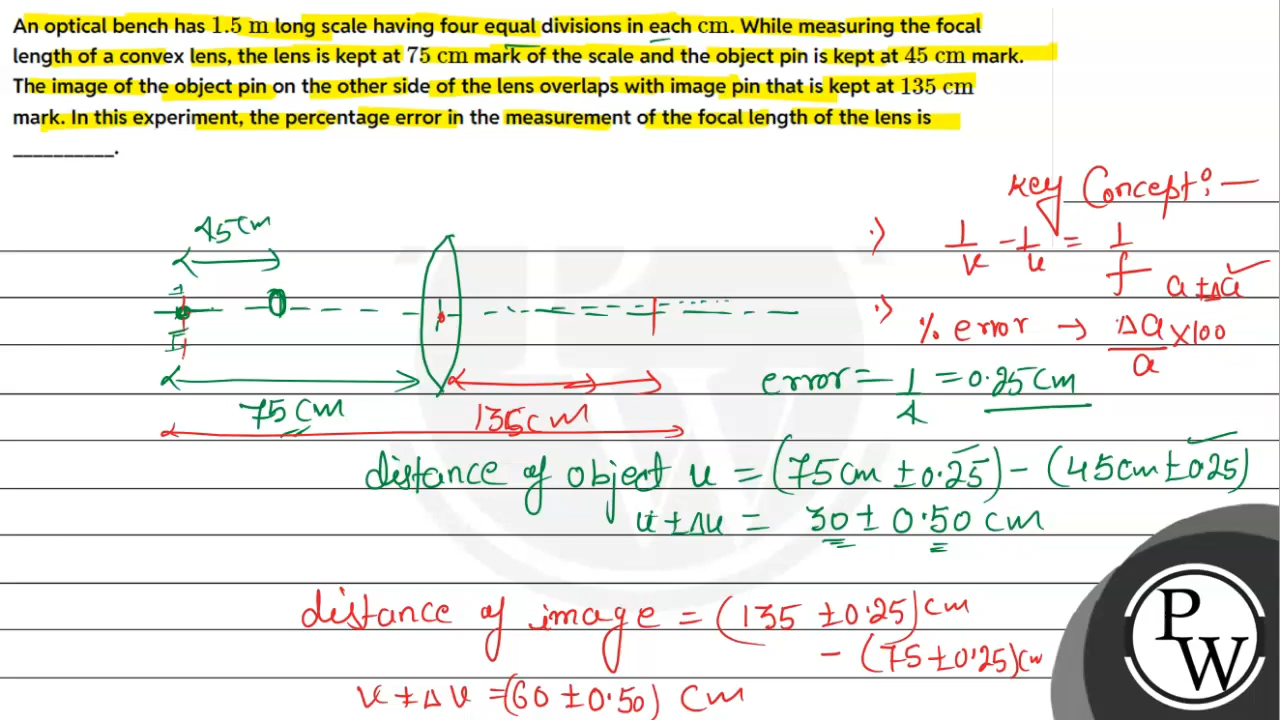 An optical bench has 1.5 m long scale having four equal divisions in each cm. While measuring the focal
length of a convex lens, the lens is kept at 75 cm mark of the scale and the object pin is kept at 45 cm mark.
The image of the object pin on the other side of the lens overlaps with image pin that is kept at 135 cm
mark. In this experiment, the percentage error in the measurement of the focal length of the lens is
__________.
Key Concept:—
45cm
1/v - 1/u = 1/f
a ± Δa
% error → Δa/a × 100
error = 1/4 = 0.25 cm
75 cm
135cm
distance of object u = (75cm ± 0.25) - (45cm ± 0.25)
u ± Δu = 30 ± 0.50 cm
distance of image = (135 ± 0.25) cm
- (75 ± 0.25) cm
v ± Δv = (60 ± 0.50) cm
P
W